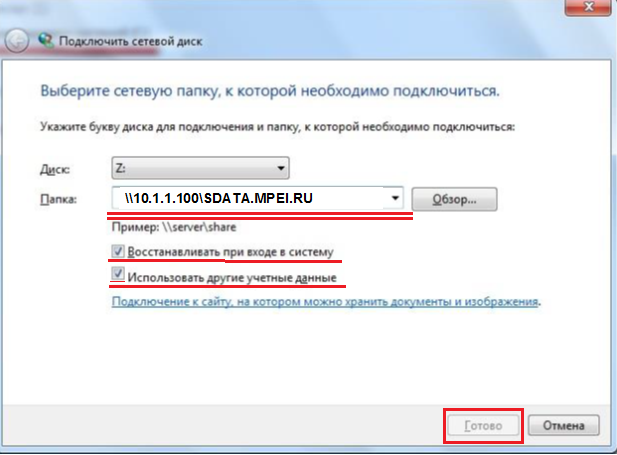 Подключить сетевой диск
Выберите сетевую папку, к которой необходимо подключиться.
Укажите букву диска для подключения и папку, к которой необходимо подключиться:
Диск: Z:
Папка: \\10.1.1.100\SDATA.MPEI.RU Обзор...
Пример: \\server\share
Восстанавливать при входе в систему
Использовать другие учетные данные
Подключение к сайту, на котором можно хранить документы и изображения.
Готово Отмена